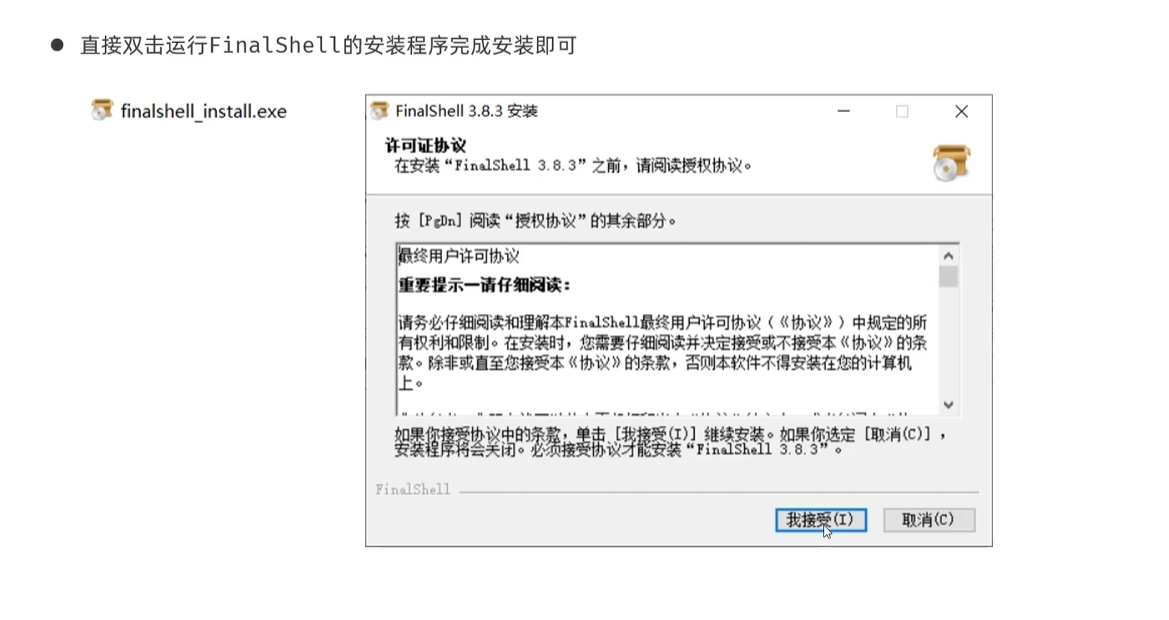 ● 直接双击运行FinalShell的安装程序完成安装即可
finalshell_install.exe
FinalShell 3.8.3 安装
许可证协议
在安装“FinalShell 3.8.3”之前，请阅读授权协议。
按 [PgDn] 阅读“授权协议”的其余部分。
最终用户许可协议
重要提示—请仔细阅读：
请务必仔细阅读和理解本FinalShell最终用户许可协议（《协议》）中规定的所
有权利和限制。在安装时，您需要仔细阅读并决定接受或不接受本《协议》的条
款。除非或直至您接受本《协议》的条款，否则本软件不得安装在您的计算机
上。
如果你接受协议中的条款，单击 [我接受(I)] 继续安装。如果你选定 [取消(C)] ，
安装程序将会关闭。必须接受协议才能安装“FinalShell 3.8.3”。
FinalShell
我接受(I)
取消(C)